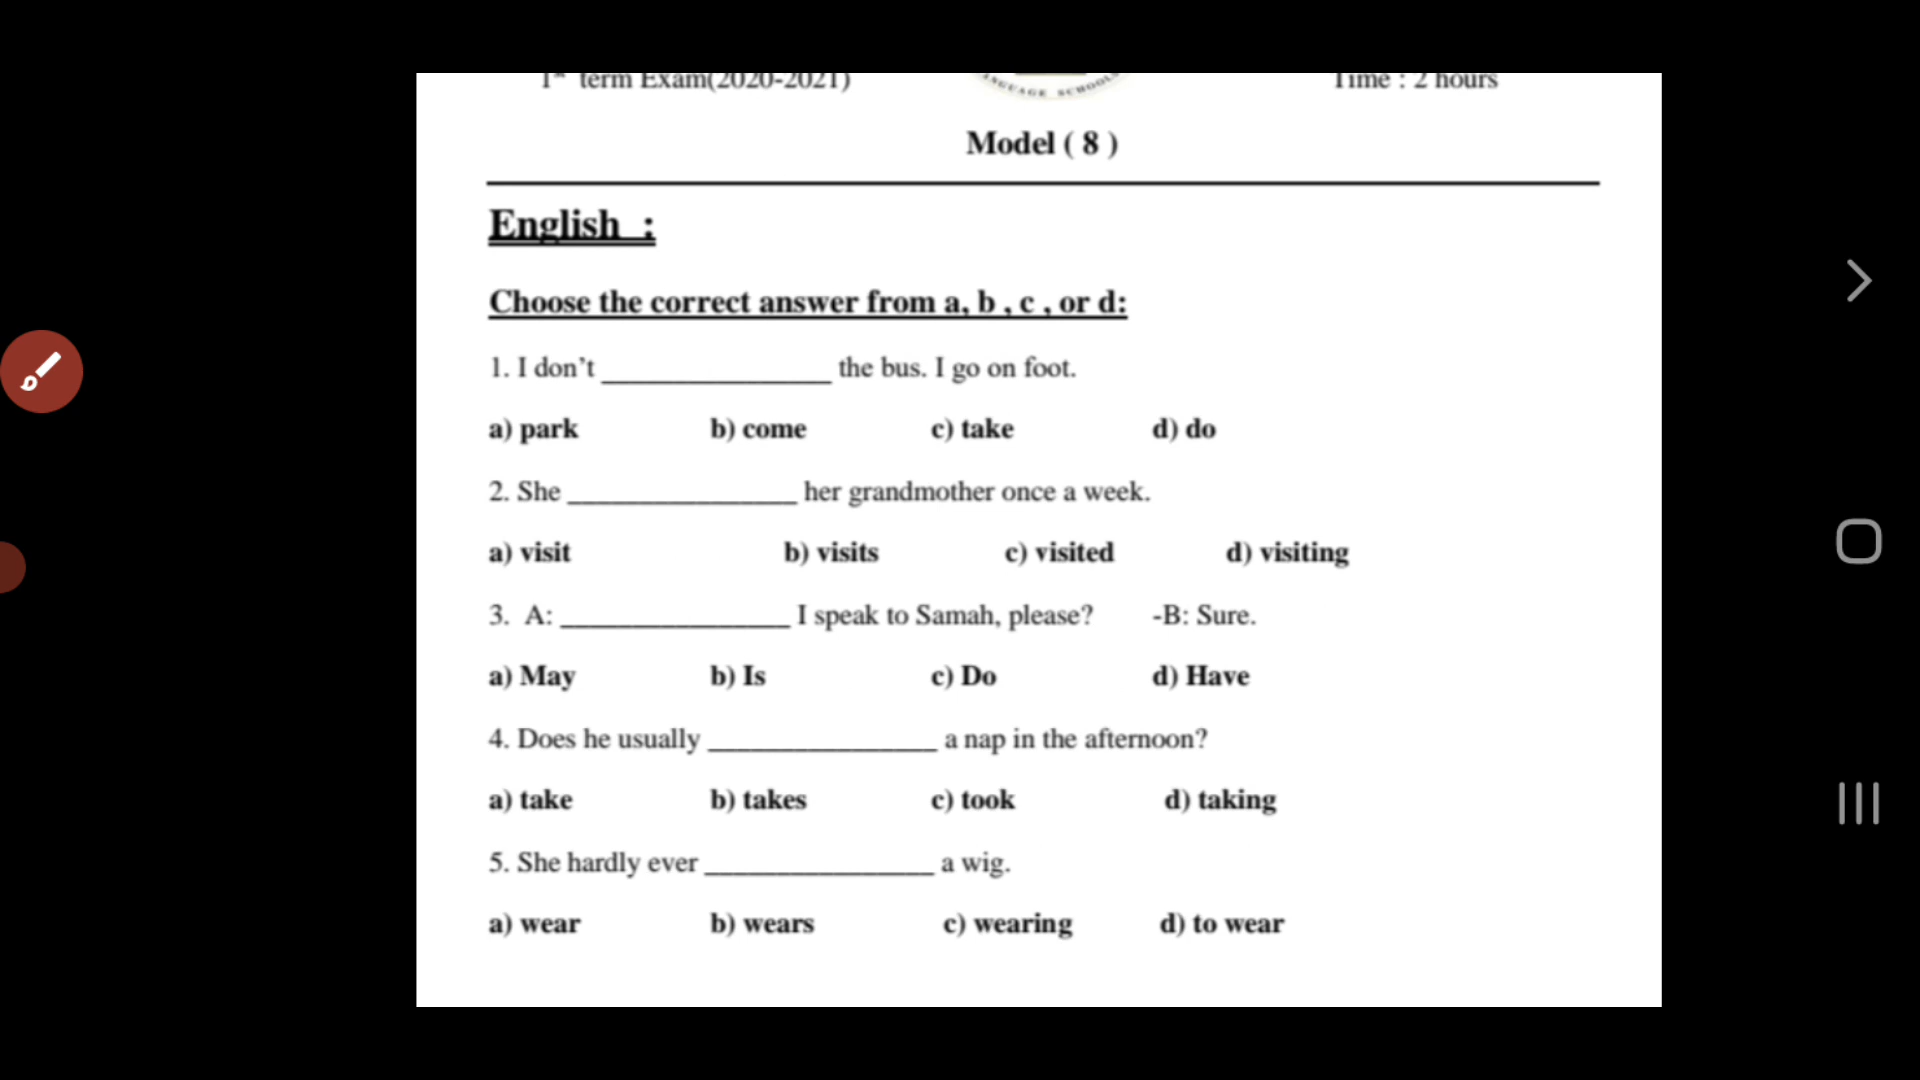 1st term Exam(2020-2021)
LANGUAGE SCHOOLS
Time : 2 hours
Model ( 8 )
English :
Choose the correct answer from a, b , c , or d:
1. I don’t ________________ the bus. I go on foot.
a) park b) come c) take d) do
2. She ________________ her grandmother once a week.
a) visit b) visits c) visited d) visiting
3. A: ________________ I speak to Samah, please? -B: Sure.
a) May b) Is c) Do d) Have
4. Does he usually ________________ a nap in the afternoon?
a) take b) takes c) took d) taking
5. She hardly ever ________________ a wig.
a) wear b) wears c) wearing d) to wear